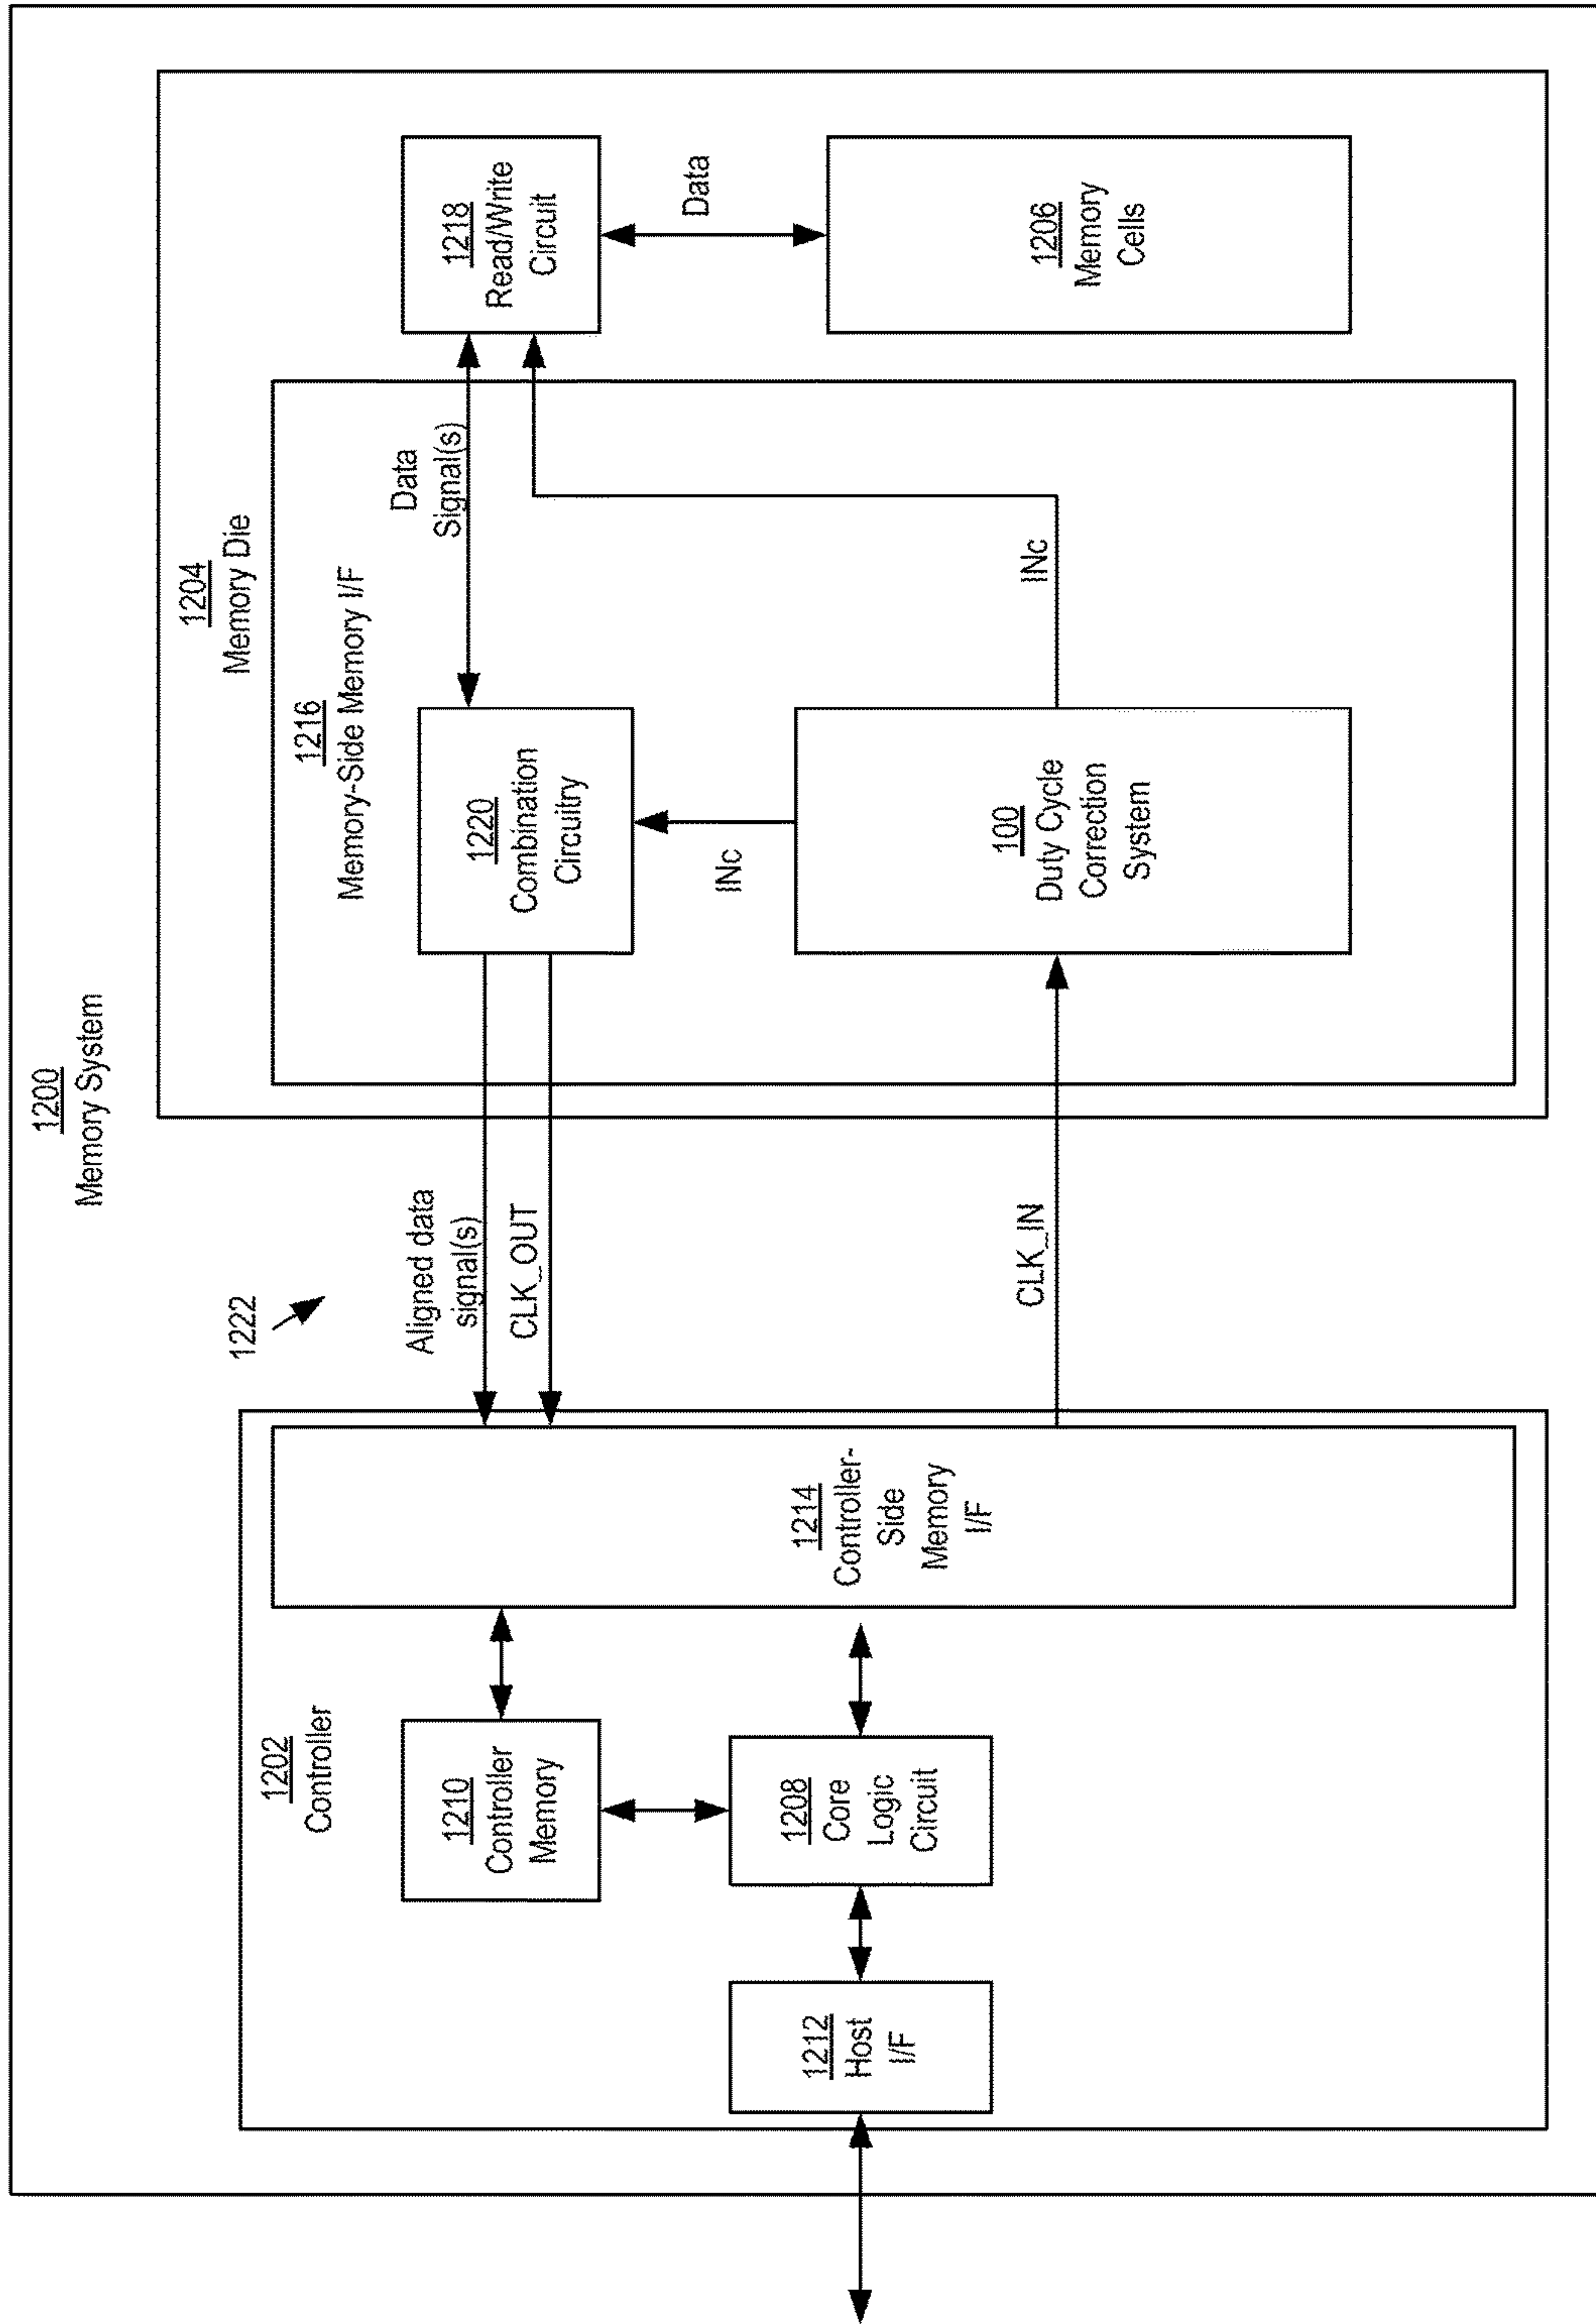 1200
Memory System
1202
Controller
1210
Controller
Memory
1208
Core
Logic
Circuit
1212
Host
I/F
1214
Controller-
Side
Memory
I/F
1222
Aligned data
signal(s)
CLK_OUT
CLK_IN
1204
Memory Die
1216
Memory-Side Memory I/F
1220
Combination
Circuitry
INc
100
Duty Cycle
Correction
System
INc
Data
Signal(s)
1218
Read/Write
Circuit
Data
1206
Memory
Cells